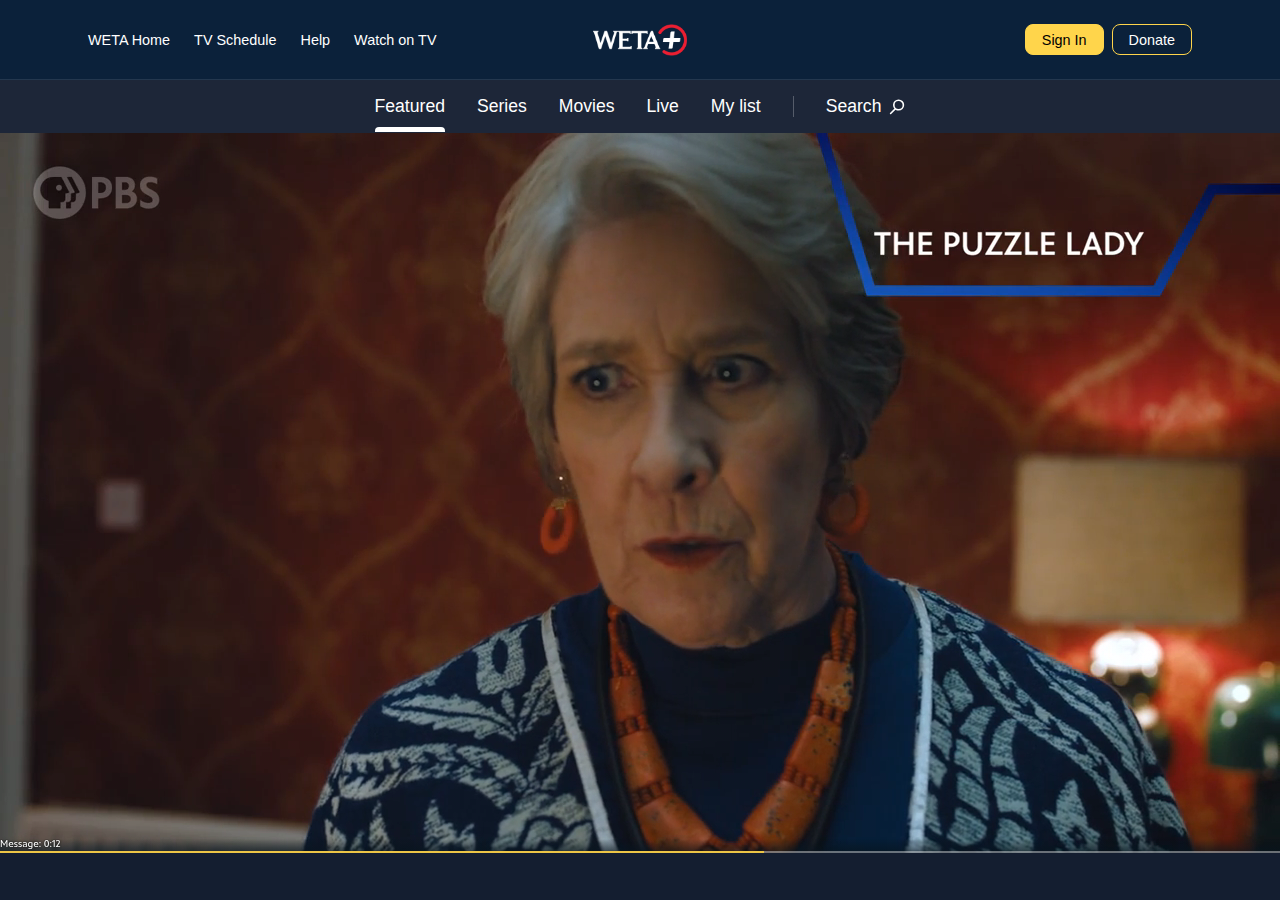 WETA Home TV Schedule Help Watch on TV WETA+ Sign In Donate
Featured Series Movies Live My list Search
PBS
THE PUZZLE LADY
Message: 0:12